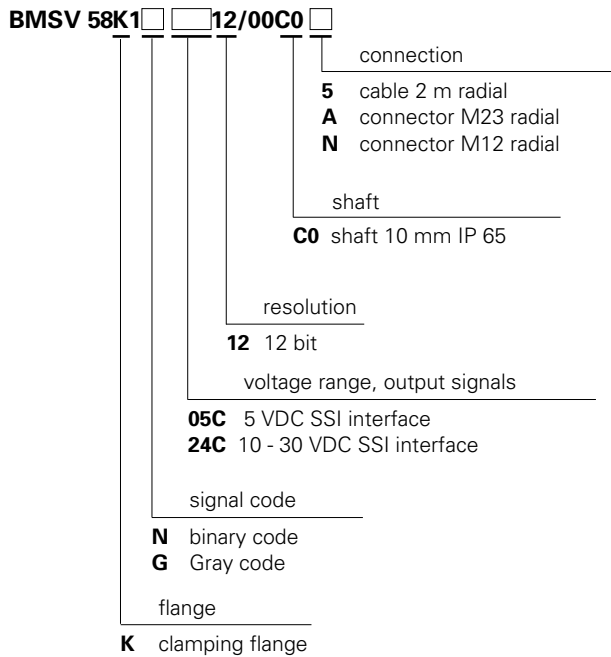 BMSV 58K1 12/00C0
connection
5 cable 2 m radial
A connector M23 radial
N connector M12 radial
shaft
C0 shaft 10 mm IP 65
resolution
12 12 bit
voltage range, output signals
05C 5 VDC SSI interface
24C 10 - 30 VDC SSI interface
signal code
N binary code
G Gray code
flange
K clamping flange